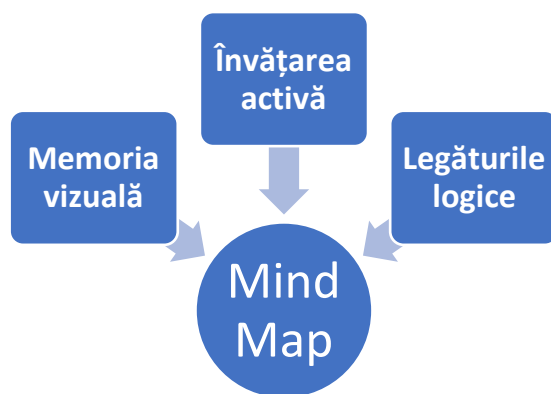 Învățarea
activă
Memoria
vizuală
Legăturile
logice
Mind
Map